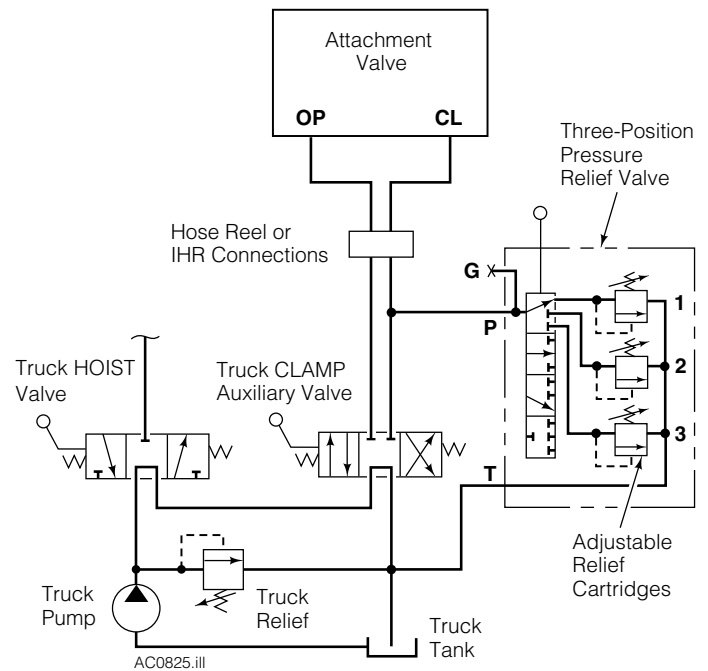 Attachment
Valve
OP
CL
Three-Position
Pressure
Relief Valve
Hose Reel or
IHR Connections
G
P
1
2
3
Truck HOIST
Valve
Truck CLAMP
Auxiliary Valve
T
Adjustable
Relief
Cartridges
Truck
Pump
Truck
Relief
Truck
Tank
AC0825.ill